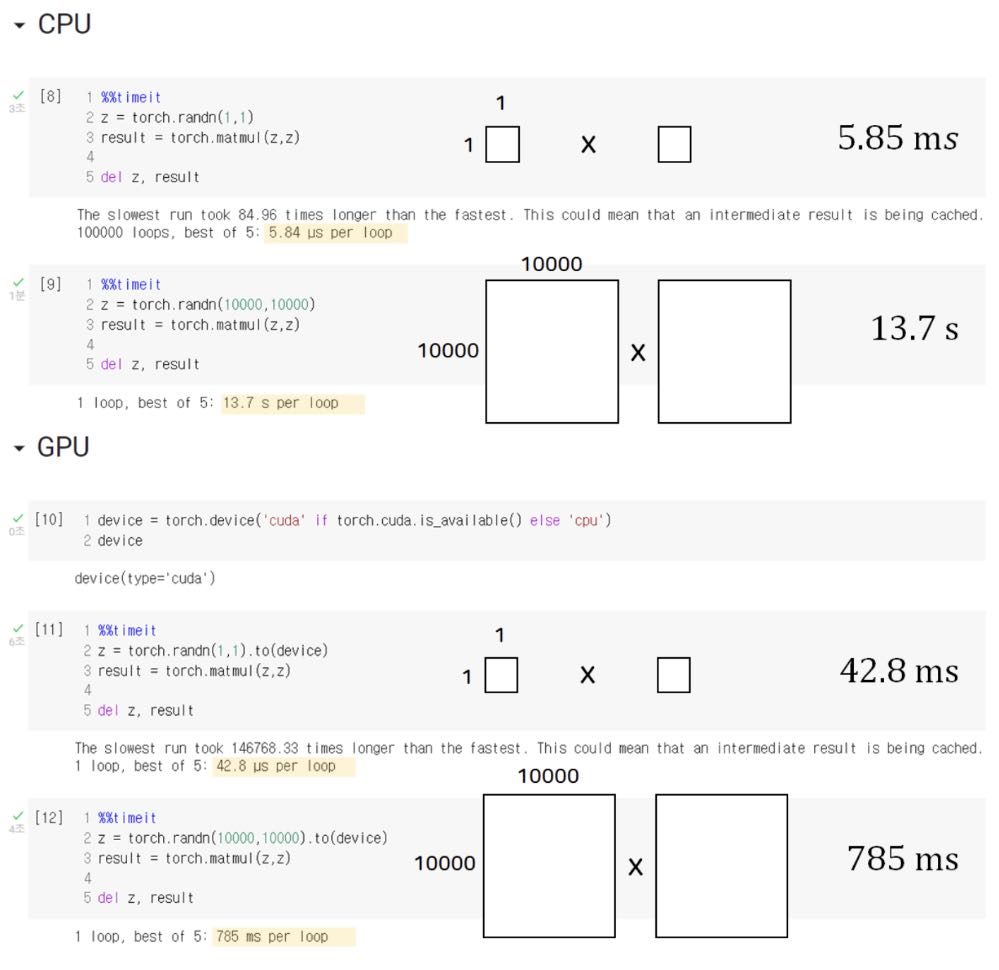 CPU
[8] 1 %%timeit
3초 2 z = torch.randn(1,1)
3 result = torch.matmul(z,z)
4
5 del z, result
1
1 X
5.85 ms
The slowest run took 84.96 times longer than the fastest. This could mean that an intermediate result is being cached.
100000 loops, best of 5: 5.84 µs per loop
[9] 1 %%timeit
1분 2 z = torch.randn(10000,10000)
3 result = torch.matmul(z,z)
4
5 del z, result
10000
10000 X
13.7 s
1 loop, best of 5: 13.7 s per loop
GPU
[10] 1 device = torch.device('cuda' if torch.cuda.is_available() else 'cpu')
0초 2 device
device(type='cuda')
[11] 1 %%timeit
6초 2 z = torch.randn(1,1).to(device)
3 result = torch.matmul(z,z)
4
5 del z, result
1
1 X
42.8 ms
The slowest run took 146768.33 times longer than the fastest. This could mean that an intermediate result is being cached.
1 loop, best of 5: 42.8 µs per loop
[12] 1 %%timeit
4초 2 z = torch.randn(10000,10000).to(device)
3 result = torch.matmul(z,z)
4
5 del z, result
10000
10000 X
785 ms
1 loop, best of 5: 785 ms per loop